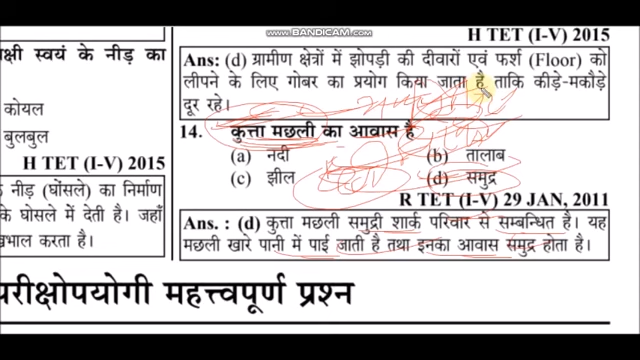 www.BANDICAM.com
H TET (I-V) 2015
क्षी स्वयं के नीड़ का
कोयल
बुलबुल
H TET (I-V) 2015
नीड़ (घोंसले) का निर्माण
के घोसले में देती है। जहाँ
भाल करता है।
Ans: (d) ग्रामीण क्षेत्रों में झोपड़ी की दीवारों एवं फर्श (Floor) को
लीपने के लिए गोबर का प्रयोग किया जाता है ताकि कीड़े-मकौड़े
दूर रहे।
14. कुत्ता मछली का आवास है
(a) नदी (b) तालाब
(c) झील (d) समुद्र
R TET (I-V) 29 JAN, 2011
Ans. : (d) कुत्ता मछली समुद्री शार्क परिवार से सम्बन्धित है। यह
मछली खारे पानी में पाई जाती है तथा इनका आवास समुद्र होता है।
परीक्षोपयोगी महत्त्वपूर्ण प्रश्न